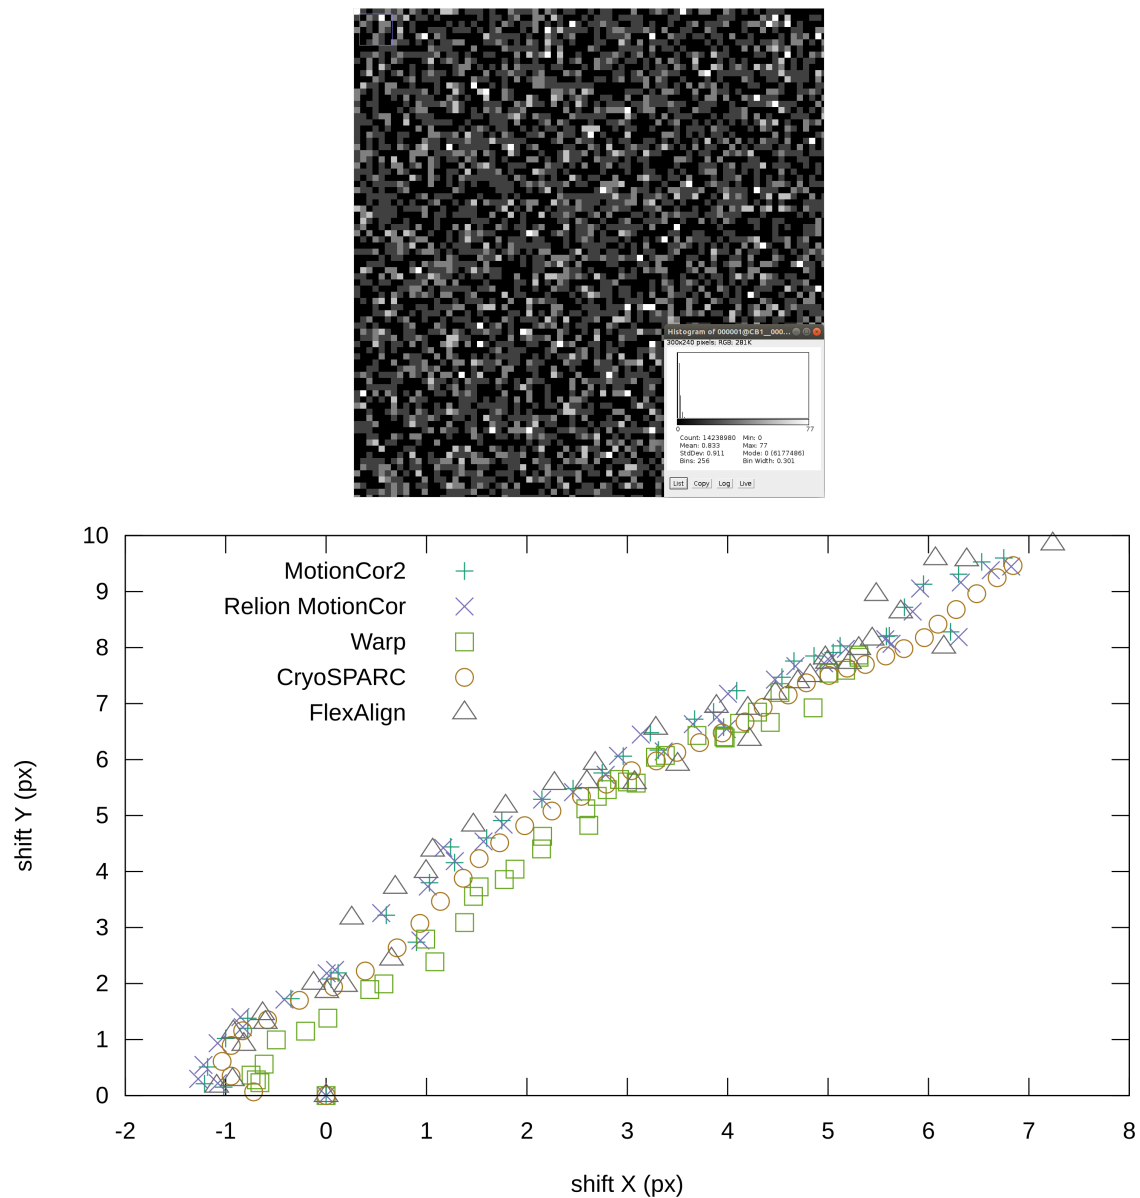 Histogram of 000001@CB1__000...
300x240 pixels; RGB; 281K
0 77
Count: 14238980 Min: 0
Mean: 0.833 Max: 77
StdDev: 0.911 Mode: 0 (6177486)
Bins: 256 Bin Width: 0.301
List Copy Log Live
10
9
8
7
6
5
4
3
2
1
0
shift Y (px)
MotionCor2
Relion MotionCor
Warp
CryoSPARC
FlexAlign
-2 -1 0 1 2 3 4 5 6 7 8
shift X (px)